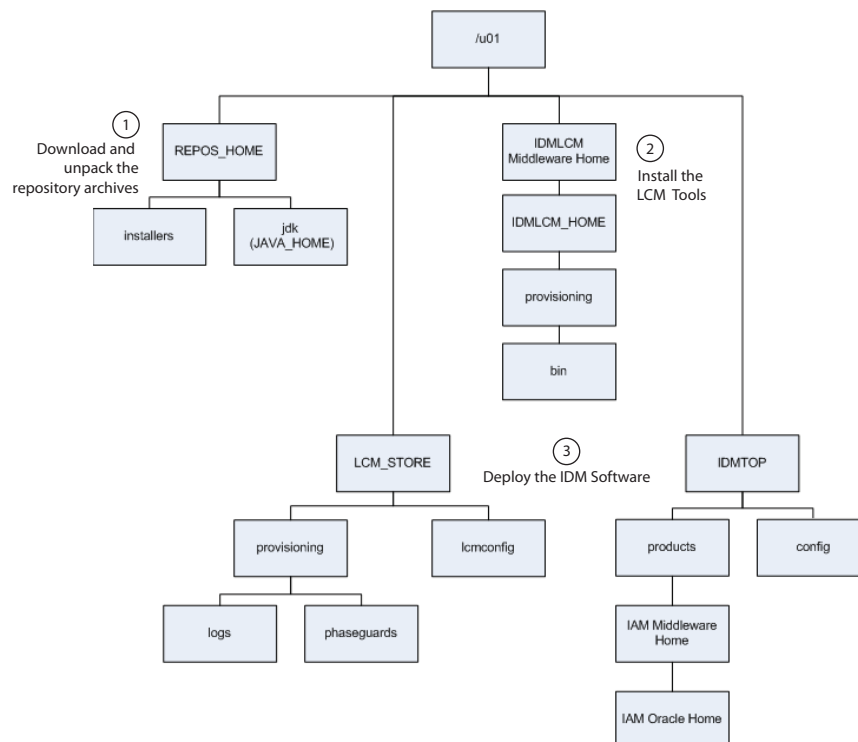 /u01
1
Download and
unpack the
repository archives
REPOS_HOME
installers
jdk
(JAVA_HOME)
IDMLCM
Middleware Home
2
Install the
LCM Tools
IDMLCM_HOME
provisioning
bin
LCM_STORE
3
Deploy the IDM Software
IDMTOP
provisioning
lcmconfig
products
config
logs
phaseguards
IAM Middleware
Home
IAM Oracle Home